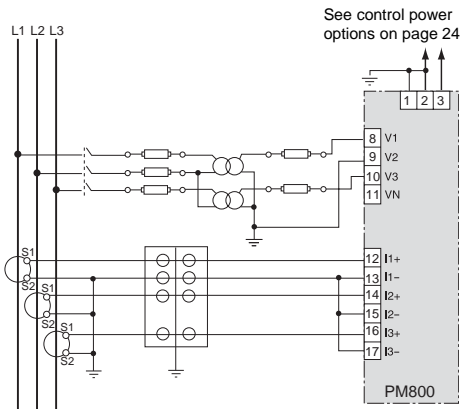 See control power
options on page 24
L1 L2 L3
1 2 3
8 V1
9 V2
10 V3
11 VN
S1
S2
S1
S2
S1
S2
12 I1+
13 I1-
14 I2+
15 I2-
16 I3+
17 I3-
PM800